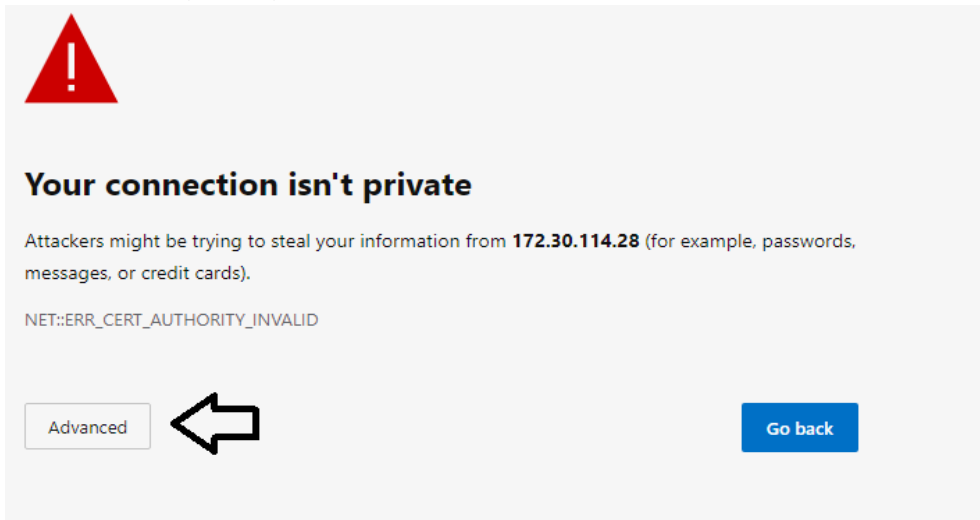 !
Your connection isn't private
Attackers might be trying to steal your information from 172.30.114.28 (for example, passwords,
messages, or credit cards).
NET::ERR_CERT_AUTHORITY_INVALID
Advanced
Go back